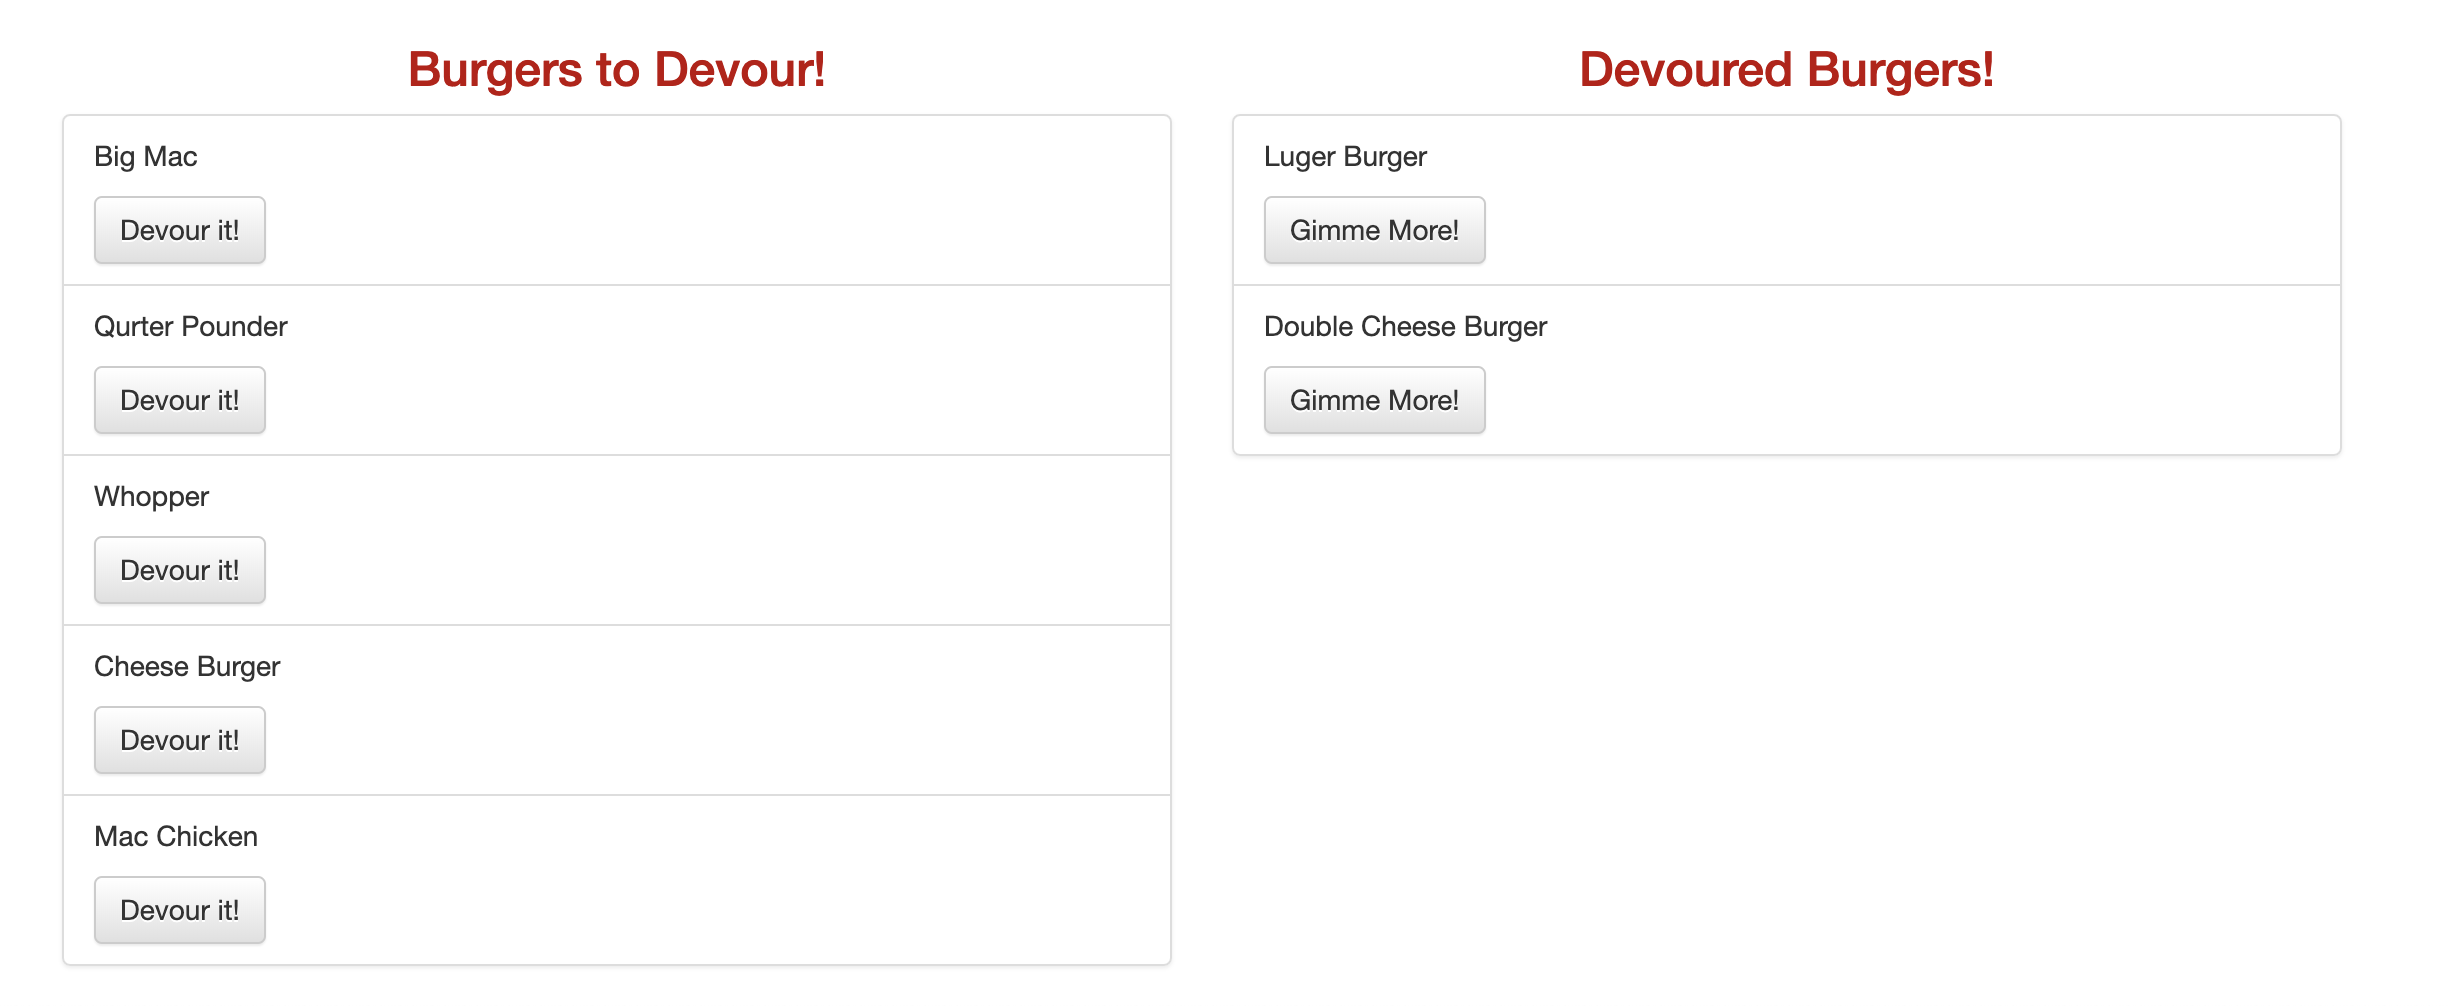 Burgers to Devour!
Big Mac
Devour it!
Qurter Pounder
Devour it!
Whopper
Devour it!
Cheese Burger
Devour it!
Mac Chicken
Devour it!
Devoured Burgers!
Luger Burger
Gimme More!
Double Cheese Burger
Gimme More!